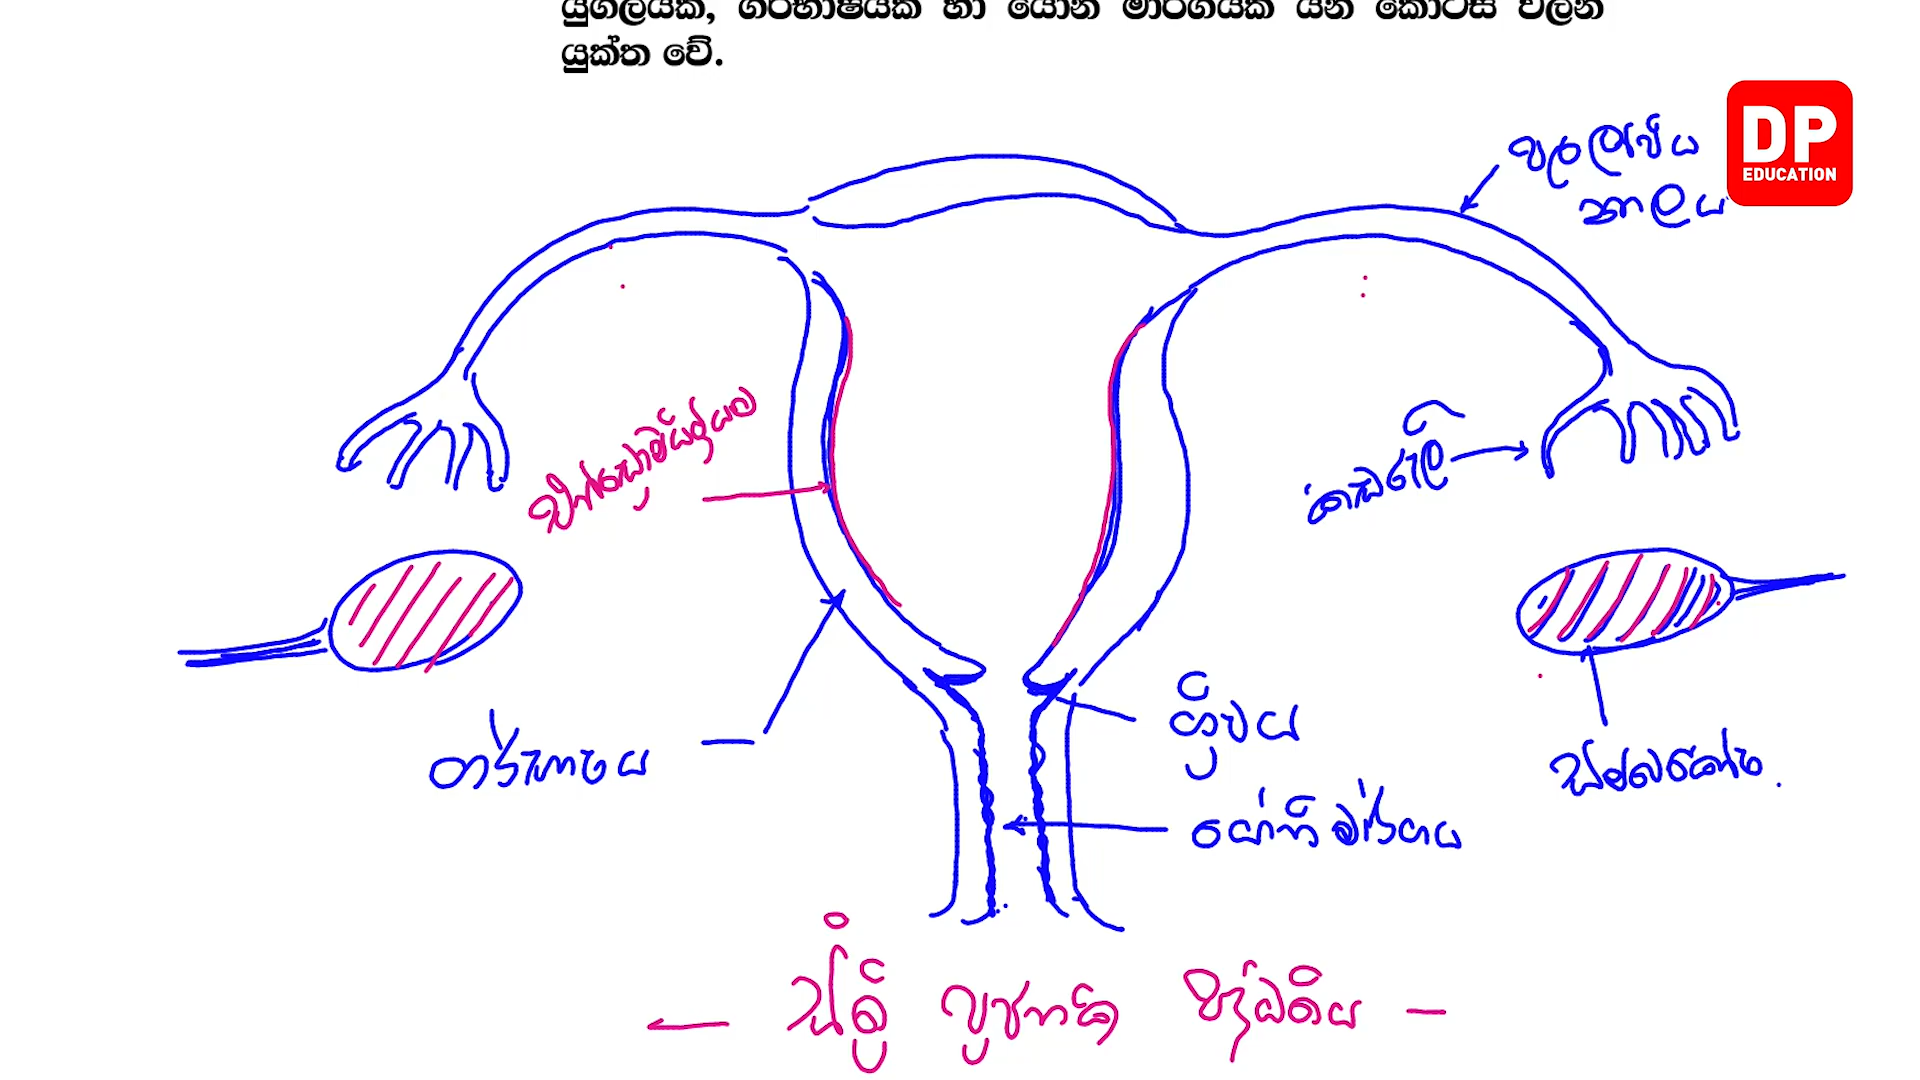 යුගලයක්, ගර්භාෂයක් හා යෝනි මාර්ගයක් යන කොටස් වලින්
යුක්ත වේ.
DP
EDUCATION
පැලෝපීය
නාලය
එන්ඩොමෙට්‍රියම
ඣාලරුලි
ගර්භාෂය
ග්‍රීවය
ඩිම්බකෝෂ
යෝනි මාර්ගය
ස්ත්‍රී ප්‍රජනක පද්ධතිය